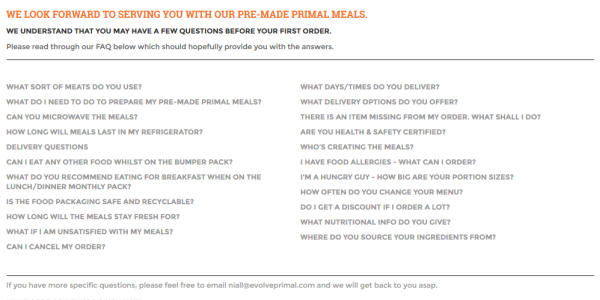 WE LOOK FORWARD TO SERVING YOU WITH OUR PRE-MADE PRIMAL MEALS.
WE UNDERSTAND THAT YOU MAY HAVE A FEW QUESTIONS BEFORE YOUR FIRST ORDER.
Please read through our FAQ below which should hopefully provide you with the answers.
WHAT SORT OF MEATS DO YOU USE?
WHAT DO I NEED TO DO TO PREPARE MY PRE-MADE PRIMAL MEALS?
CAN YOU MICROWAVE THE MEALS?
HOW LONG WILL MEALS LAST IN MY REFRIGERATOR?
DELIVERY QUESTIONS
CAN I EAT ANY OTHER FOOD WHILST ON THE BUMPER PACK?
WHAT DO YOU RECOMMEND EATING FOR BREAKFAST WHEN ON THE
LUNCH/DINNER MONTHLY PACK?
IS THE FOOD PACKAGING SAFE AND RECYCLABLE?
HOW LONG WILL THE MEALS STAY FRESH FOR?
WHAT IF I AM UNSATISFIED WITH MY MEALS?
CAN I CANCEL MY ORDER?
WHAT DAYS/TIMES DO YOU DELIVER?
WHAT DELIVERY OPTIONS DO YOU OFFER?
THERE IS AN ITEM MISSING FROM MY ORDER. WHAT SHALL I DO?
ARE YOU HEALTH & SAFETY CERTIFIED?
WHO'S CREATING THE MEALS?
I HAVE FOOD ALLERGIES - WHAT CAN I ORDER?
I'M A HUNGRY GUY - HOW BIG ARE YOUR PORTION SIZES?
HOW OFTEN DO YOU CHANGE YOUR MENU?
DO I GET A DISCOUNT IF I ORDER A LOT?
WHAT NUTRITIONAL INFO DO YOU GIVE?
WHERE DO YOU SOURCE YOUR INGREDIENTS FROM?
If you have more specific questions, please feel free to email niall@evolveprimal.com and we will get back to you asap.